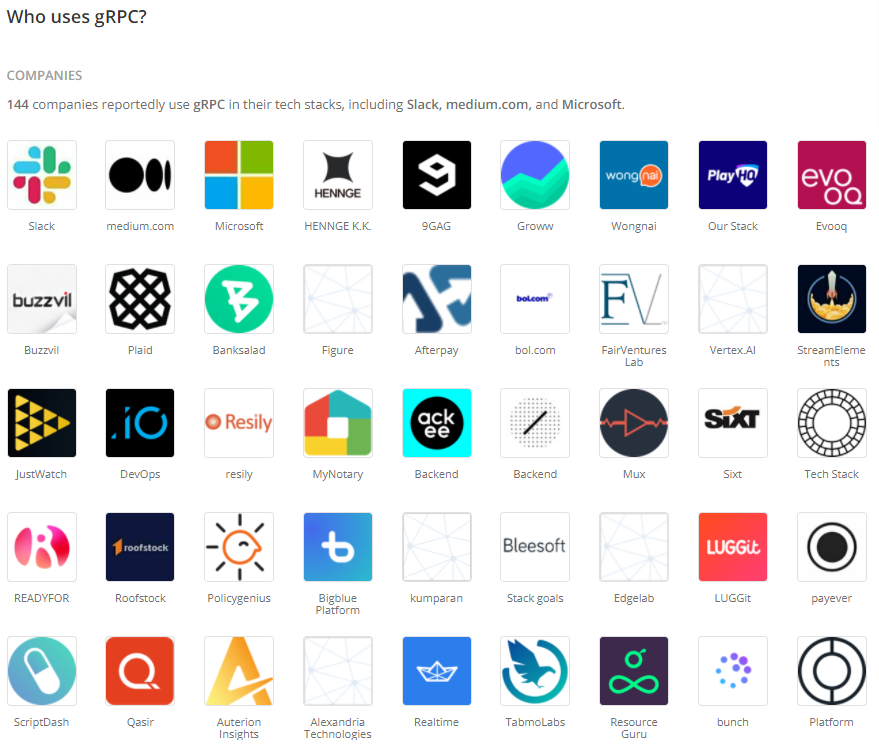 Who uses gRPC?
COMPANIES
144 companies reportedly use gRPC in their tech stacks, including Slack, medium.com, and Microsoft.
HENNGE
9
wongnai
PlayHQ
evooq
Slack
medium.com
Microsoft
HENNGE K.K.
9GAG
Groww
Wongnai
Our Stack
Evooq
buzzvil
bol.com
FV
Buzzvil
Plaid
Banksalad
Figure
Afterpay
bol.com
FairVentures
Lab
Vertex.AI
StreamEleme
nts
.io
Resily
ack
ee
SIXT
JustWatch
DevOps
resily
MyNotary
Backend
Backend
Mux
Sixt
Tech Stack
roofstock
b
Bleesoft
LUGGit
READYFOR
Roofstock
Policygenius
Bigblue
Platform
kumparan
Stack goals
Edgelab
LUGGit
payever
ScriptDash
Qasir
Auterion
Insights
Alexandria
Technologies
Realtime
TabmoLabs
Resource
Guru
bunch
Platform